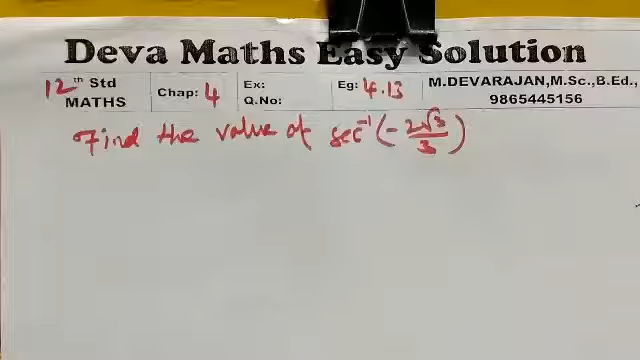 Deva Maths Easy Solution
12th Std MATHS
Chap: 4
Ex:
Q.No:
Eg: 4.13
M.DEVARAJAN,M.Sc.,B.Ed.,
9865445156
Find the value of sec⁻¹(-2√3/3)